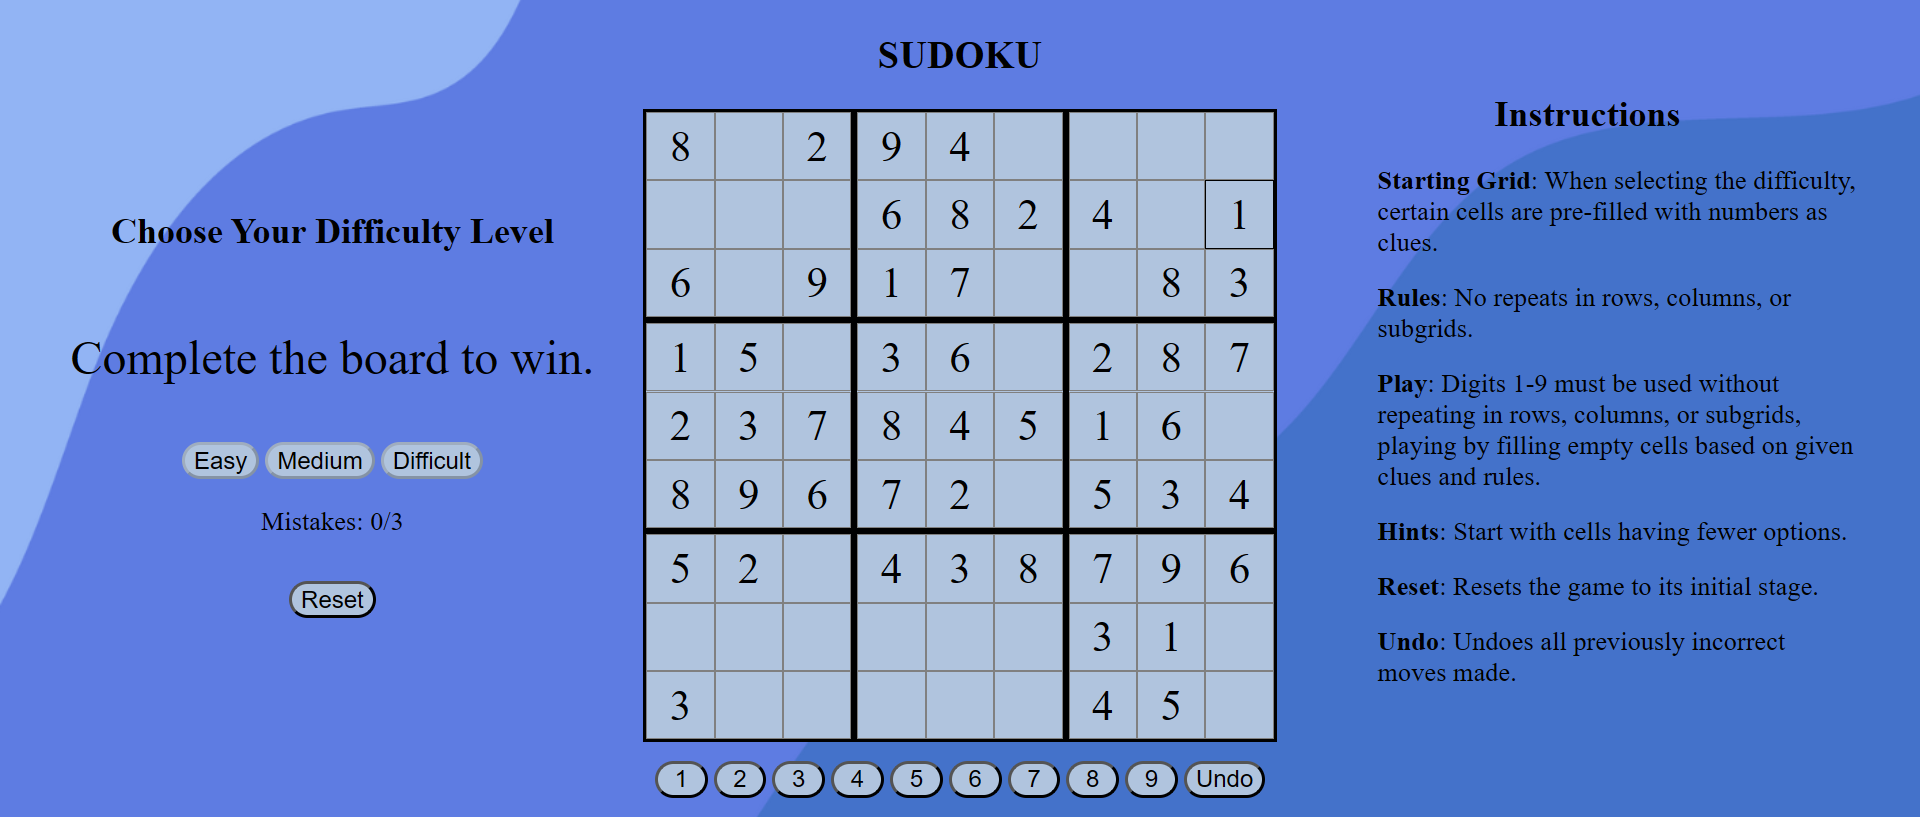 SUDOKU
Choose Your Difficulty Level
Complete the board to win.
Easy Medium Difficult
Mistakes: 0/3
Reset
8 2 9 4
6 8 2 4 1
6 9 1 7 8 3
1 5 3 6 2 8 7
2 3 7 8 4 5 1 6
8 9 6 7 2 5 3 4
5 2 4 3 8 7 9 6
3 1
3 4 5
1 2 3 4 5 6 7 8 9 Undo
Instructions
Starting Grid: When selecting the difficulty,
certain cells are pre-filled with numbers as
clues.
Rules: No repeats in rows, columns, or
subgrids.
Play: Digits 1-9 must be used without
repeating in rows, columns, or subgrids,
playing by filling empty cells based on given
clues and rules.
Hints: Start with cells having fewer options.
Reset: Resets the game to its initial stage.
Undo: Undoes all previously incorrect
moves made.